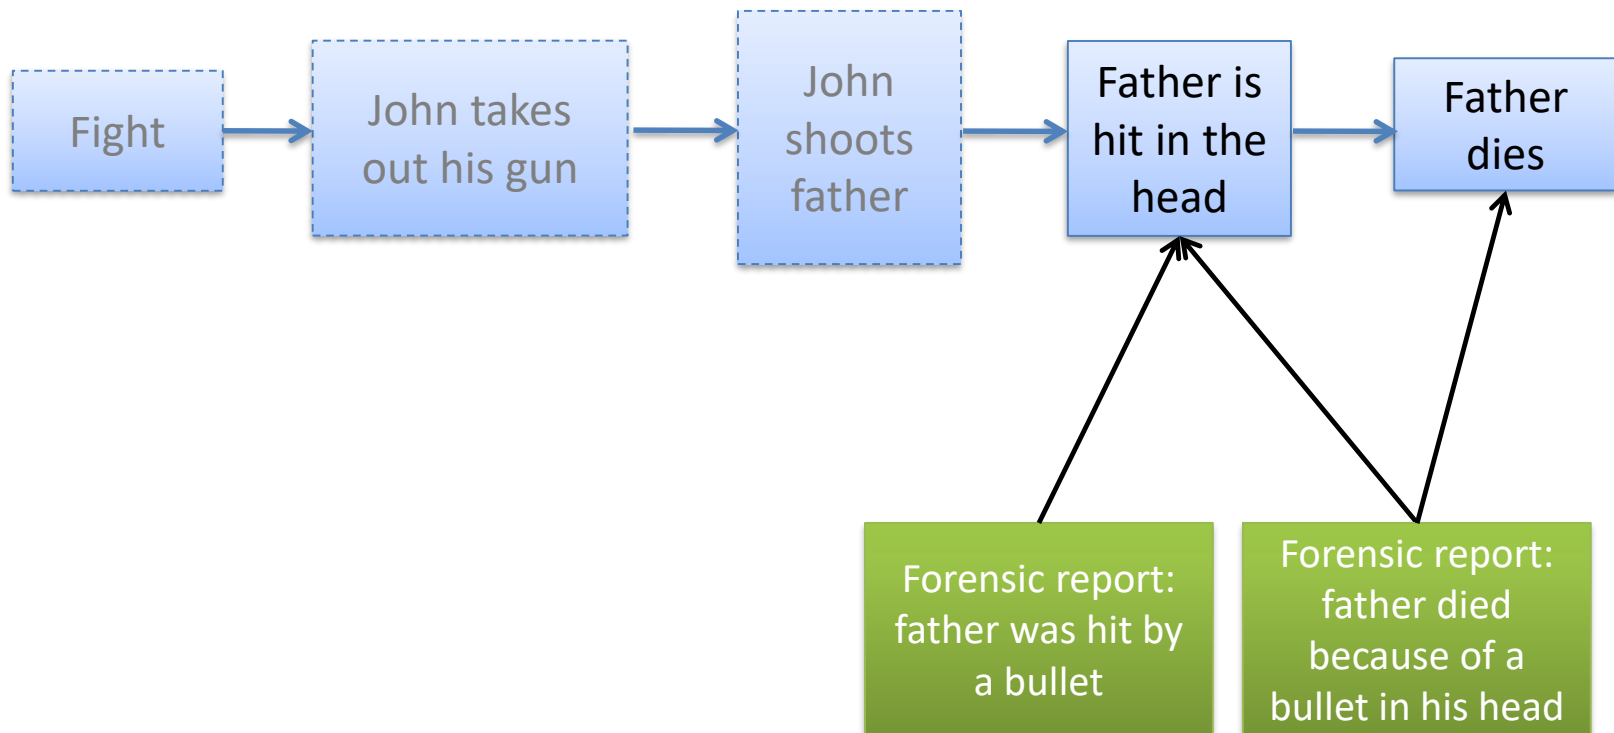 Fight
John takes
out his gun
John
shoots
father
Father is
hit in the
head
Father
dies
Forensic report:
father was hit by
a bullet
Forensic report:
father died
because of a
bullet in his head